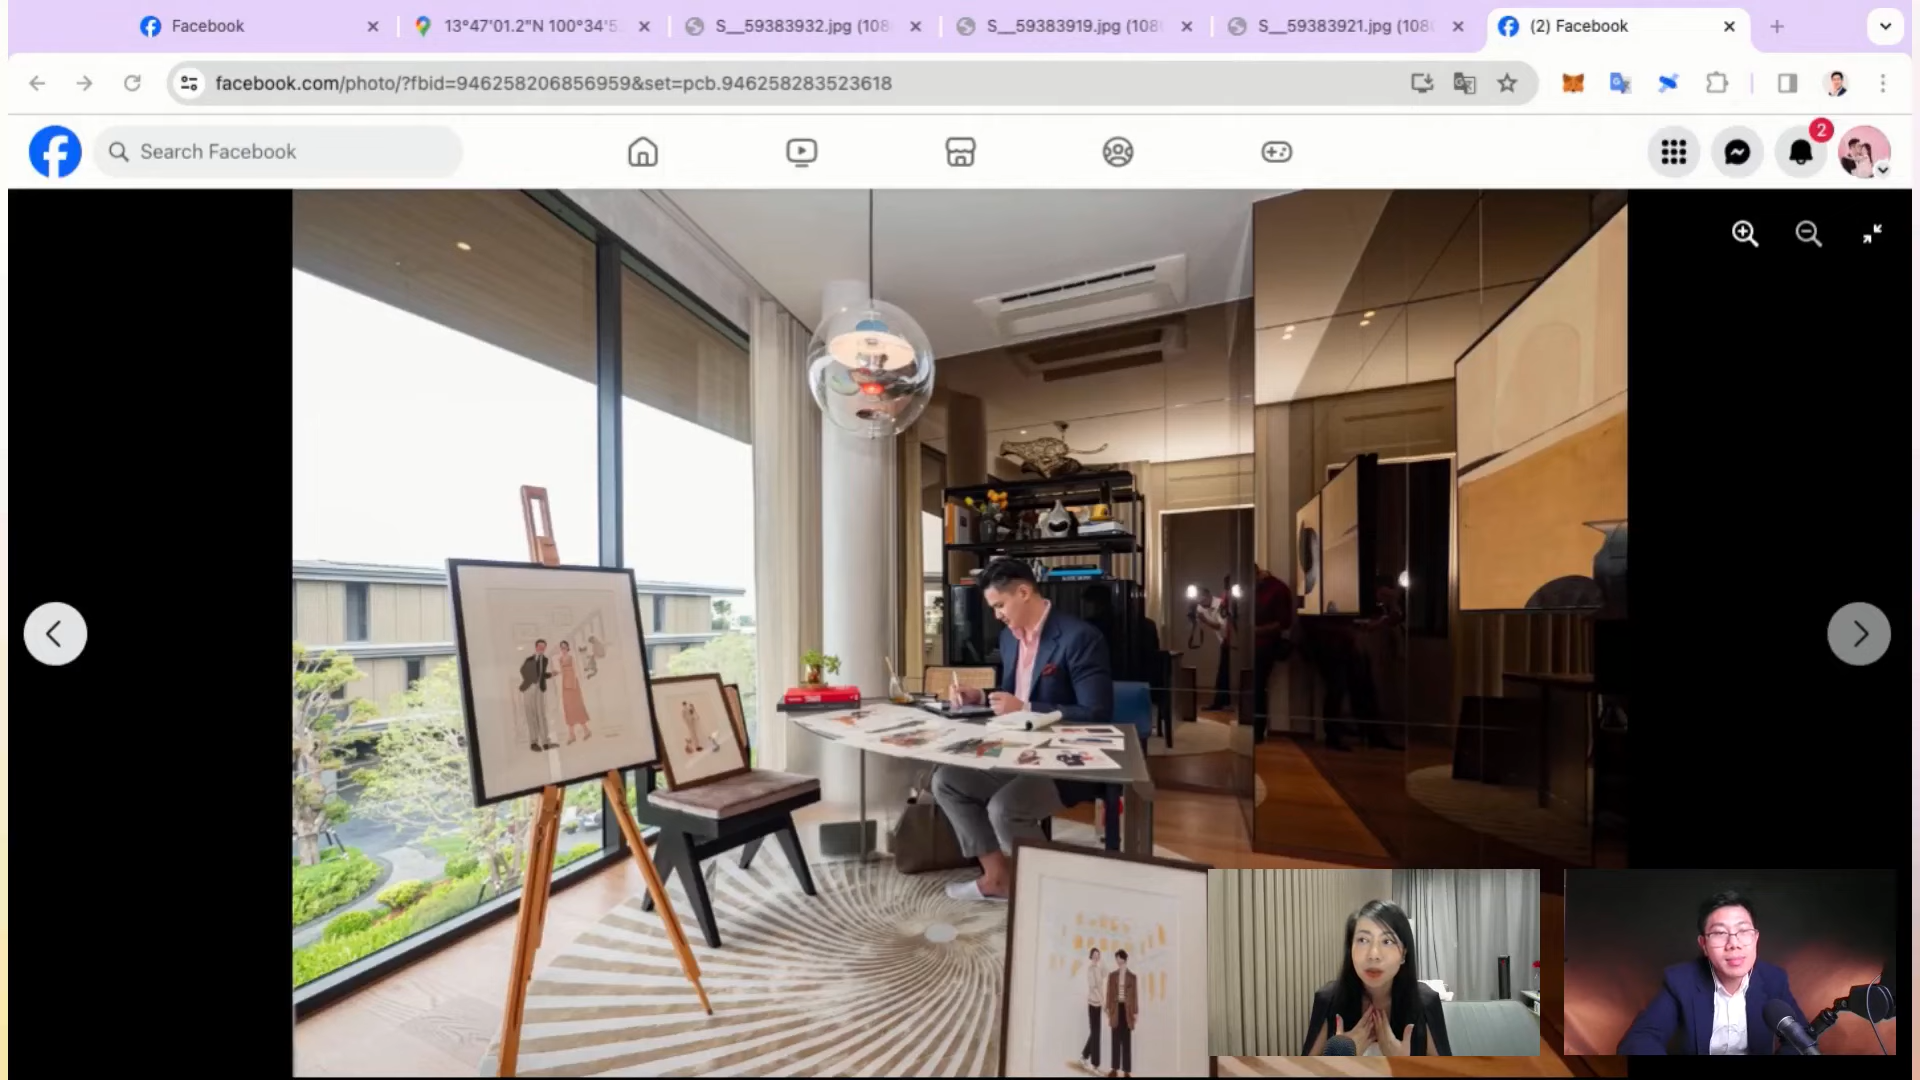 Facebook
13°47'01.2"N 100°34'5
S__59383932.jpg (108
S__59383919.jpg (108
S__59383921.jpg (108
(2) Facebook
facebook.com/photo/?fbid=946258206856959&set=pcb.946258283523618
Search Facebook
2